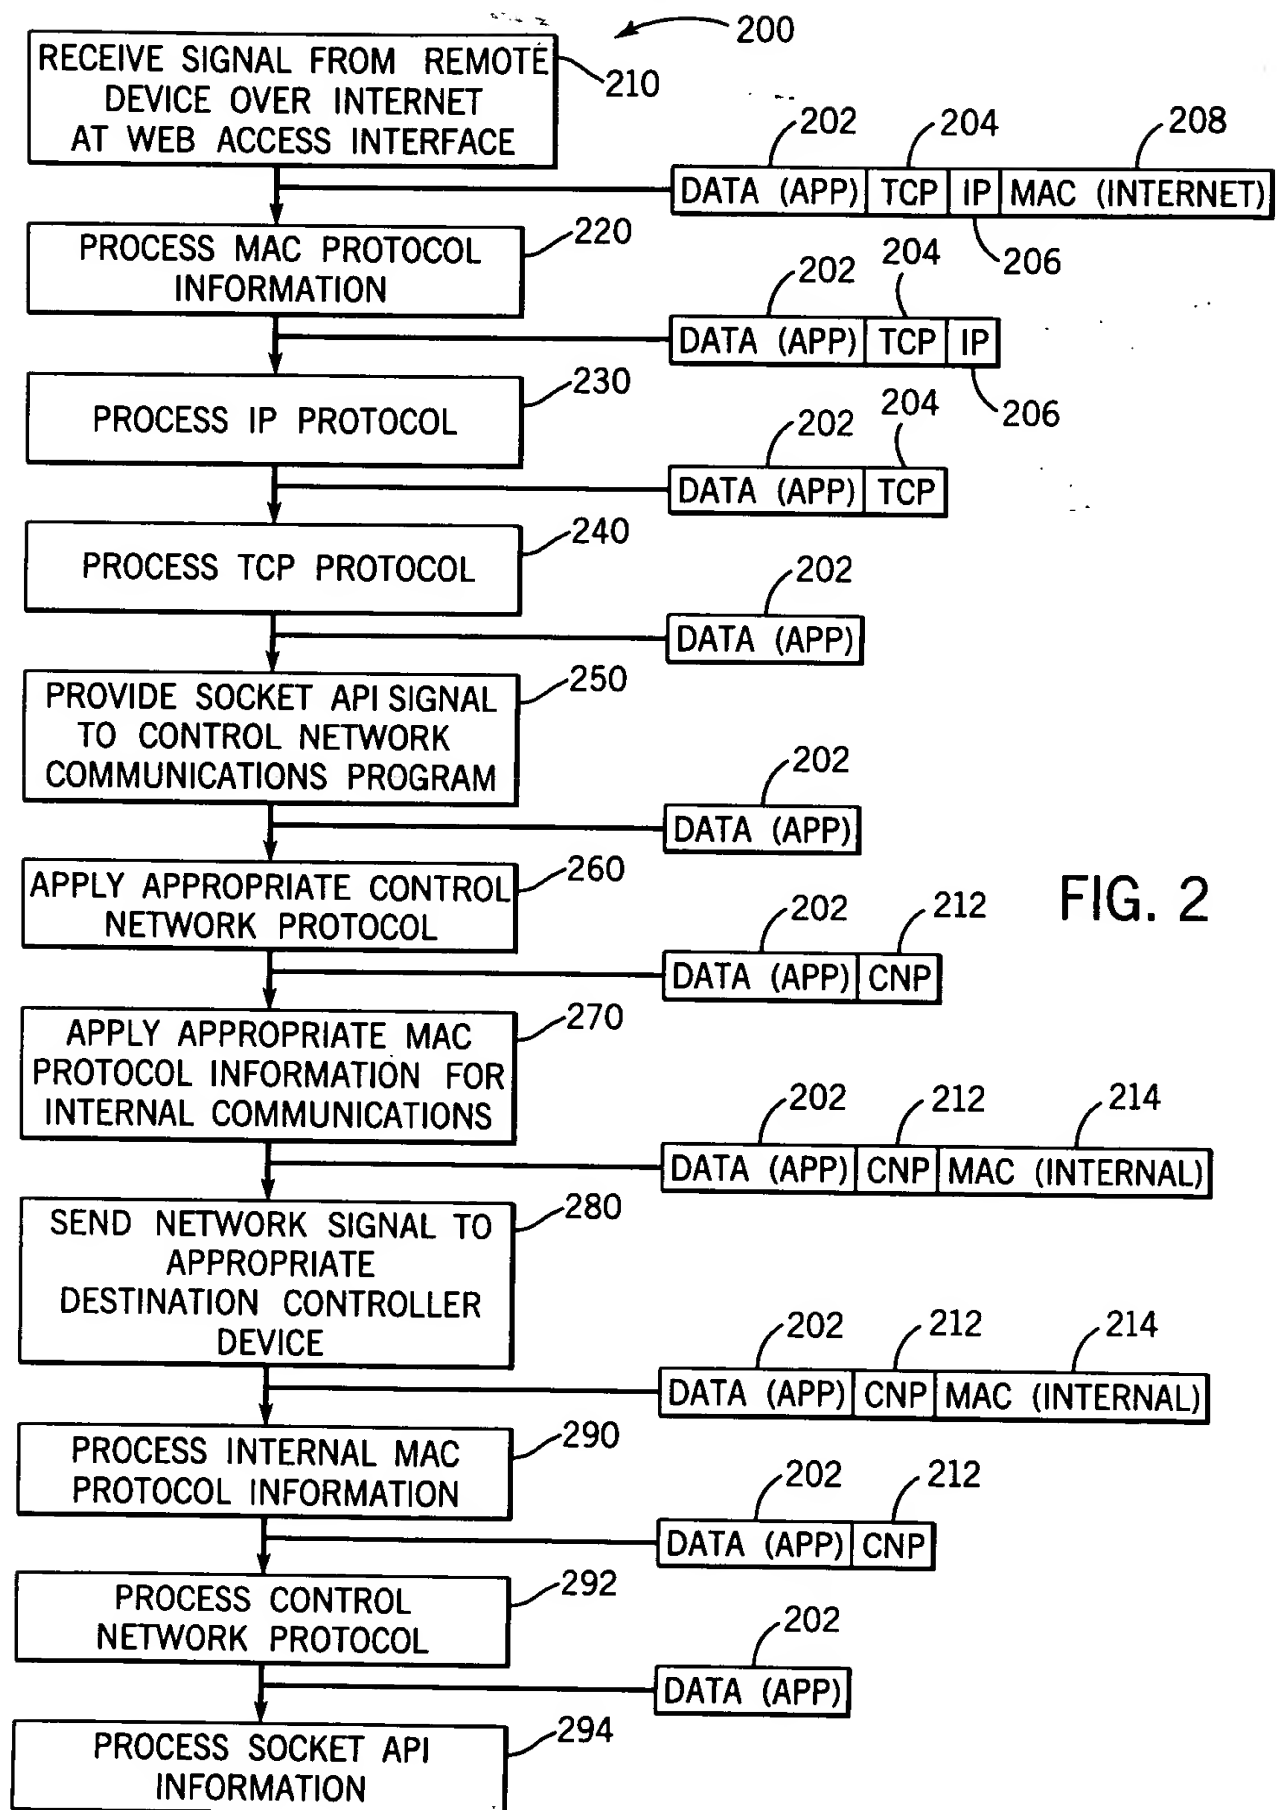 200
RECEIVE SIGNAL FROM REMOTE
DEVICE OVER INTERNET
AT WEB ACCESS INTERFACE
210
202 204 208
DATA (APP) TCP IP MAC (INTERNET)
206
PROCESS MAC PROTOCOL
INFORMATION
220
202 204
DATA (APP) TCP IP
206
PROCESS IP PROTOCOL
230
202 204
DATA (APP) TCP
PROCESS TCP PROTOCOL
240
202
DATA (APP)
PROVIDE SOCKET API SIGNAL
TO CONTROL NETWORK
COMMUNICATIONS PROGRAM
250
202
DATA (APP)
APPLY APPROPRIATE CONTROL
NETWORK PROTOCOL
260
FIG. 2
202 212
DATA (APP) CNP
APPLY APPROPRIATE MAC
PROTOCOL INFORMATION FOR
INTERNAL COMMUNICATIONS
270
202 212 214
DATA (APP) CNP MAC (INTERNAL)
SEND NETWORK SIGNAL TO
APPROPRIATE
DESTINATION CONTROLLER
DEVICE
280
202 212 214
DATA (APP) CNP MAC (INTERNAL)
PROCESS INTERNAL MAC
PROTOCOL INFORMATION
290
202 212
DATA (APP) CNP
PROCESS CONTROL
NETWORK PROTOCOL
292
202
DATA (APP)
PROCESS SOCKET API
INFORMATION
294